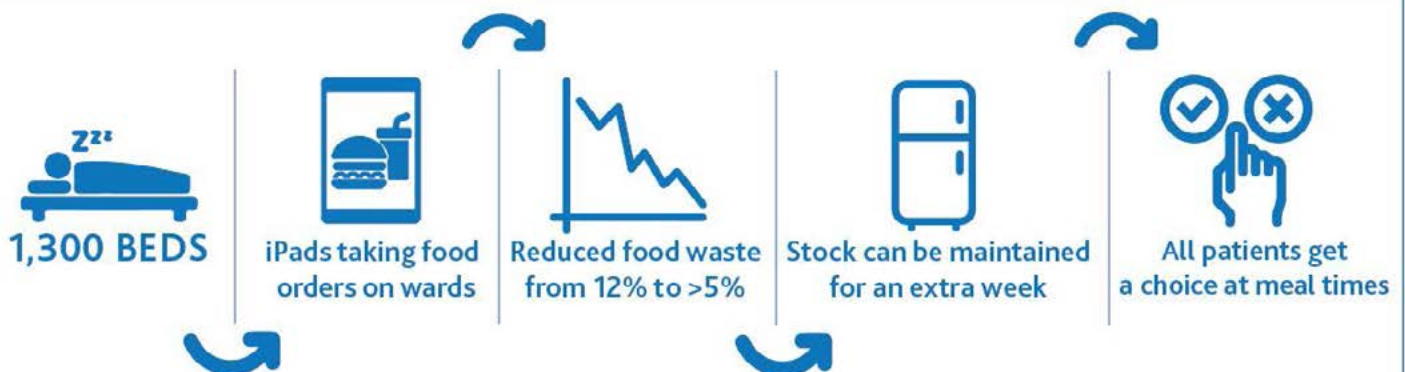 zzz
1,300 BEDS
iPads taking food
orders on wards
Reduced food waste
from 12% to >5%
Stock can be maintained
for an extra week
All patients get
a choice at meal times